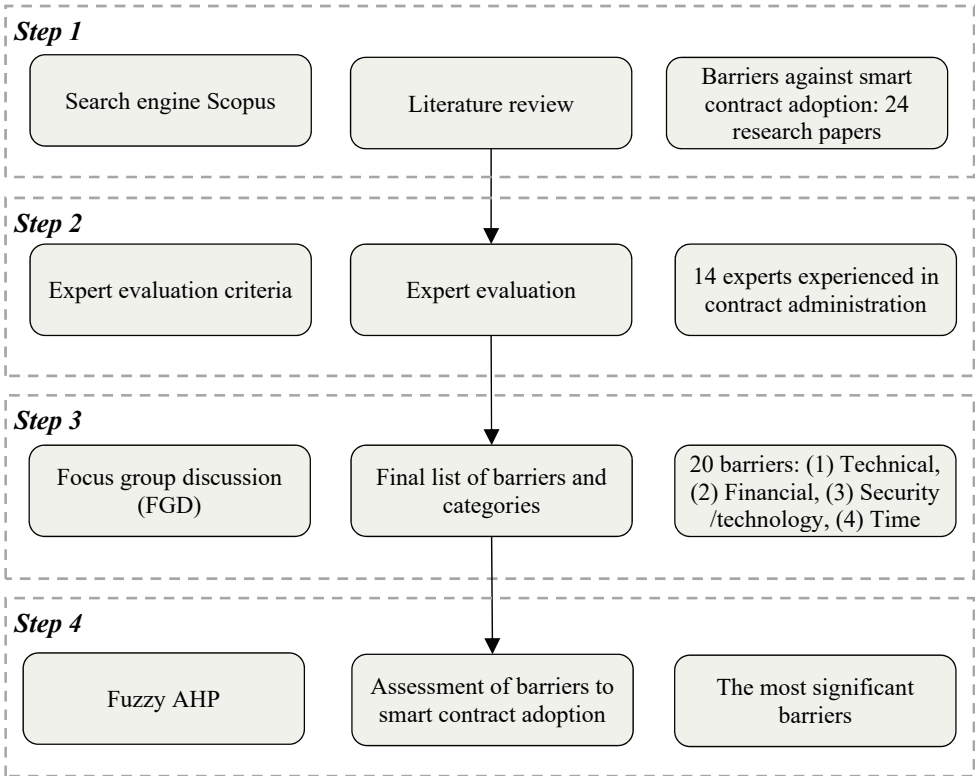 Step 1
Search engine Scopus
Literature review
Barriers against smart
contract adoption: 24
research papers
Step 2
Expert evaluation criteria
Expert evaluation
14 experts experienced in
contract administration
Step 3
Focus group discussion
(FGD)
Final list of barriers and
categories
20 barriers: (1) Technical,
(2) Financial, (3) Security
/technology, (4) Time
Step 4
Fuzzy AHP
Assessment of barriers to
smart contract adoption
The most significant
barriers